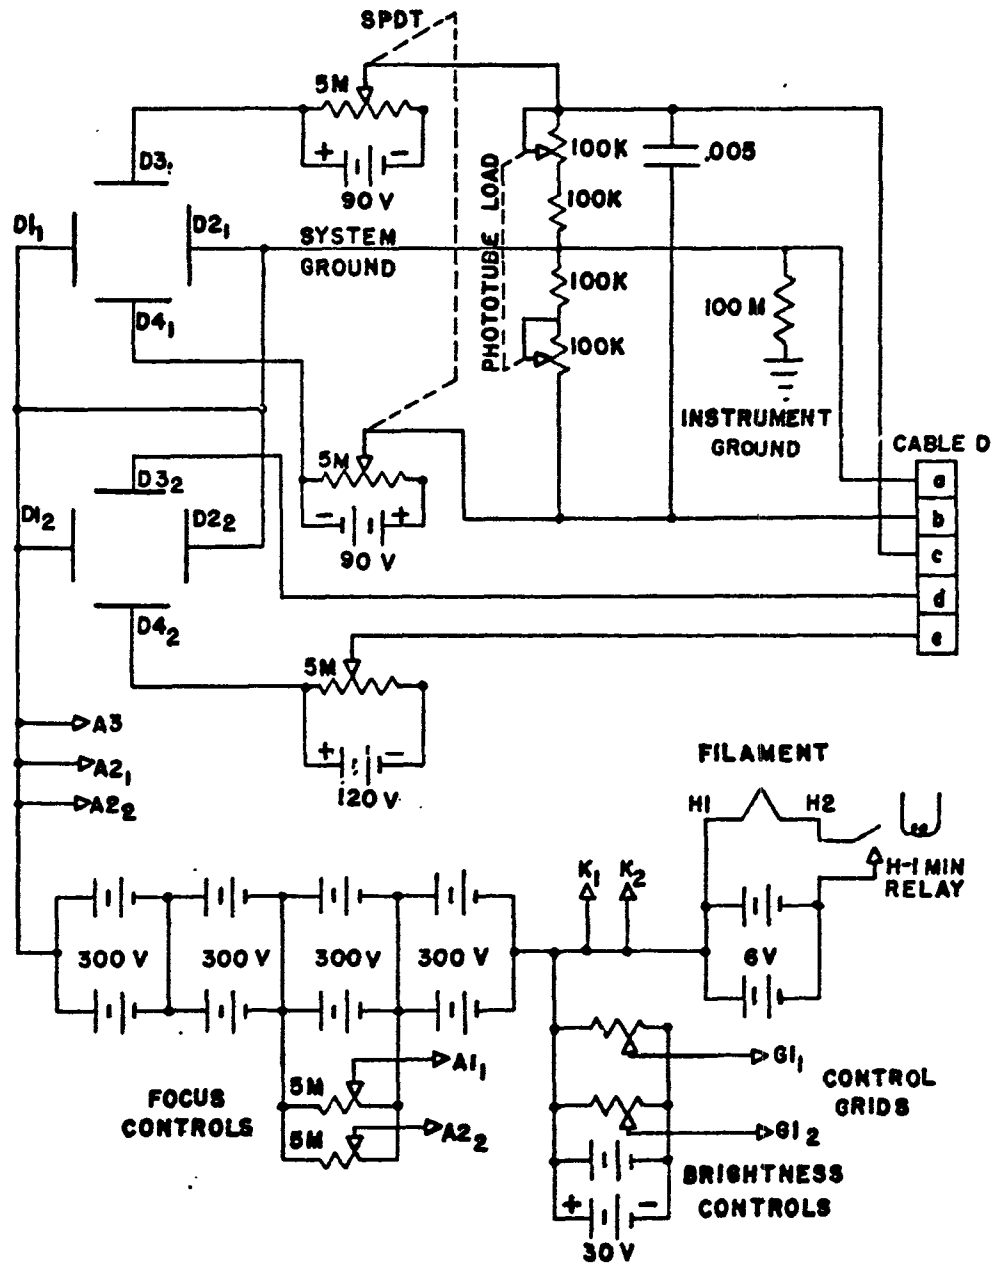 SPDT
5M
+ -
90 V
D3₁
D1₁
D2₁
D4₁
SYSTEM
GROUND
PHOTOTUBE LOAD
100K
100K
100K
100K
.005
100 M
INSTRUMENT
GROUND
CABLE D
a
b
c
d
e
5M
- +
90 V
D3₂
D1₂
D2₂
D4₂
5M
+ -
120 V
A3
A2₁
A2₂
FILAMENT
H1 H2
H-1 MIN
RELAY
K₁ K₂
300 V 300 V 300 V 300 V
6V
5M
A1₁
5M
A2₂
FOCUS
CONTROLS
G1₁
G1₂
CONTROL
GRIDS
BRIGHTNESS
CONTROLS
+ -
30 V